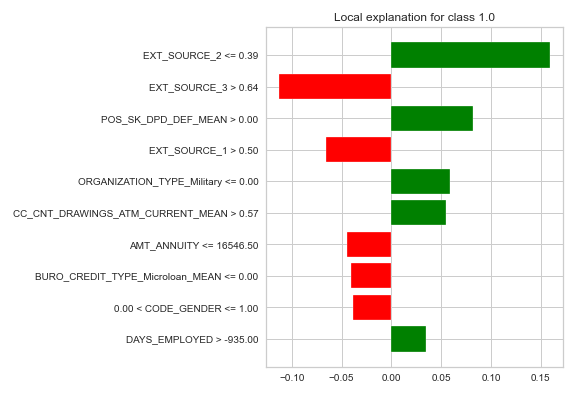 Local explanation for class 1.0
EXT_SOURCE_2 <= 0.39
EXT_SOURCE_3 > 0.64
POS_SK_DPD_DEF_MEAN > 0.00
EXT_SOURCE_1 > 0.50
ORGANIZATION_TYPE_Military <= 0.00
CC_CNT_DRAWINGS_ATM_CURRENT_MEAN > 0.57
AMT_ANNUITY <= 16546.50
BURO_CREDIT_TYPE_Microloan_MEAN <= 0.00
0.00 < CODE_GENDER <= 1.00
DAYS_EMPLOYED > -935.00
−0.10 −0.05 0.00 0.05 0.10 0.15